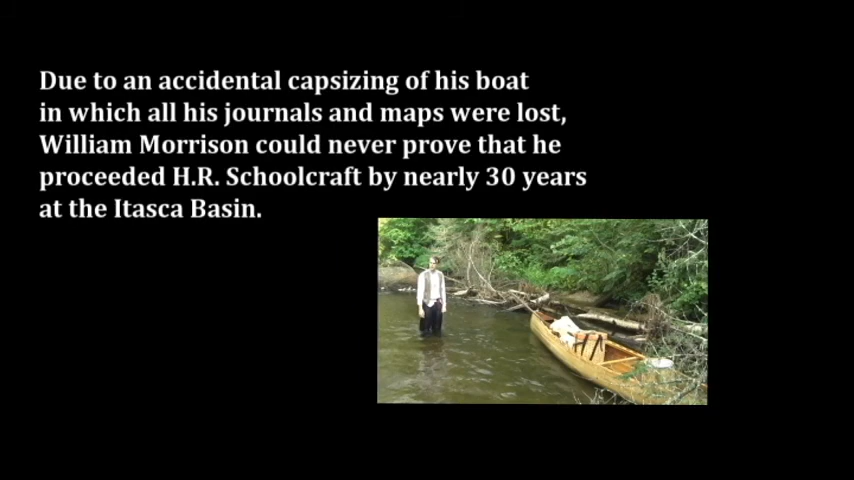 Due to an accidental capsizing of his boat
in which all his journals and maps were lost,
William Morrison could never prove that he
proceeded H.R. Schoolcraft by nearly 30 years
at the Itasca Basin.